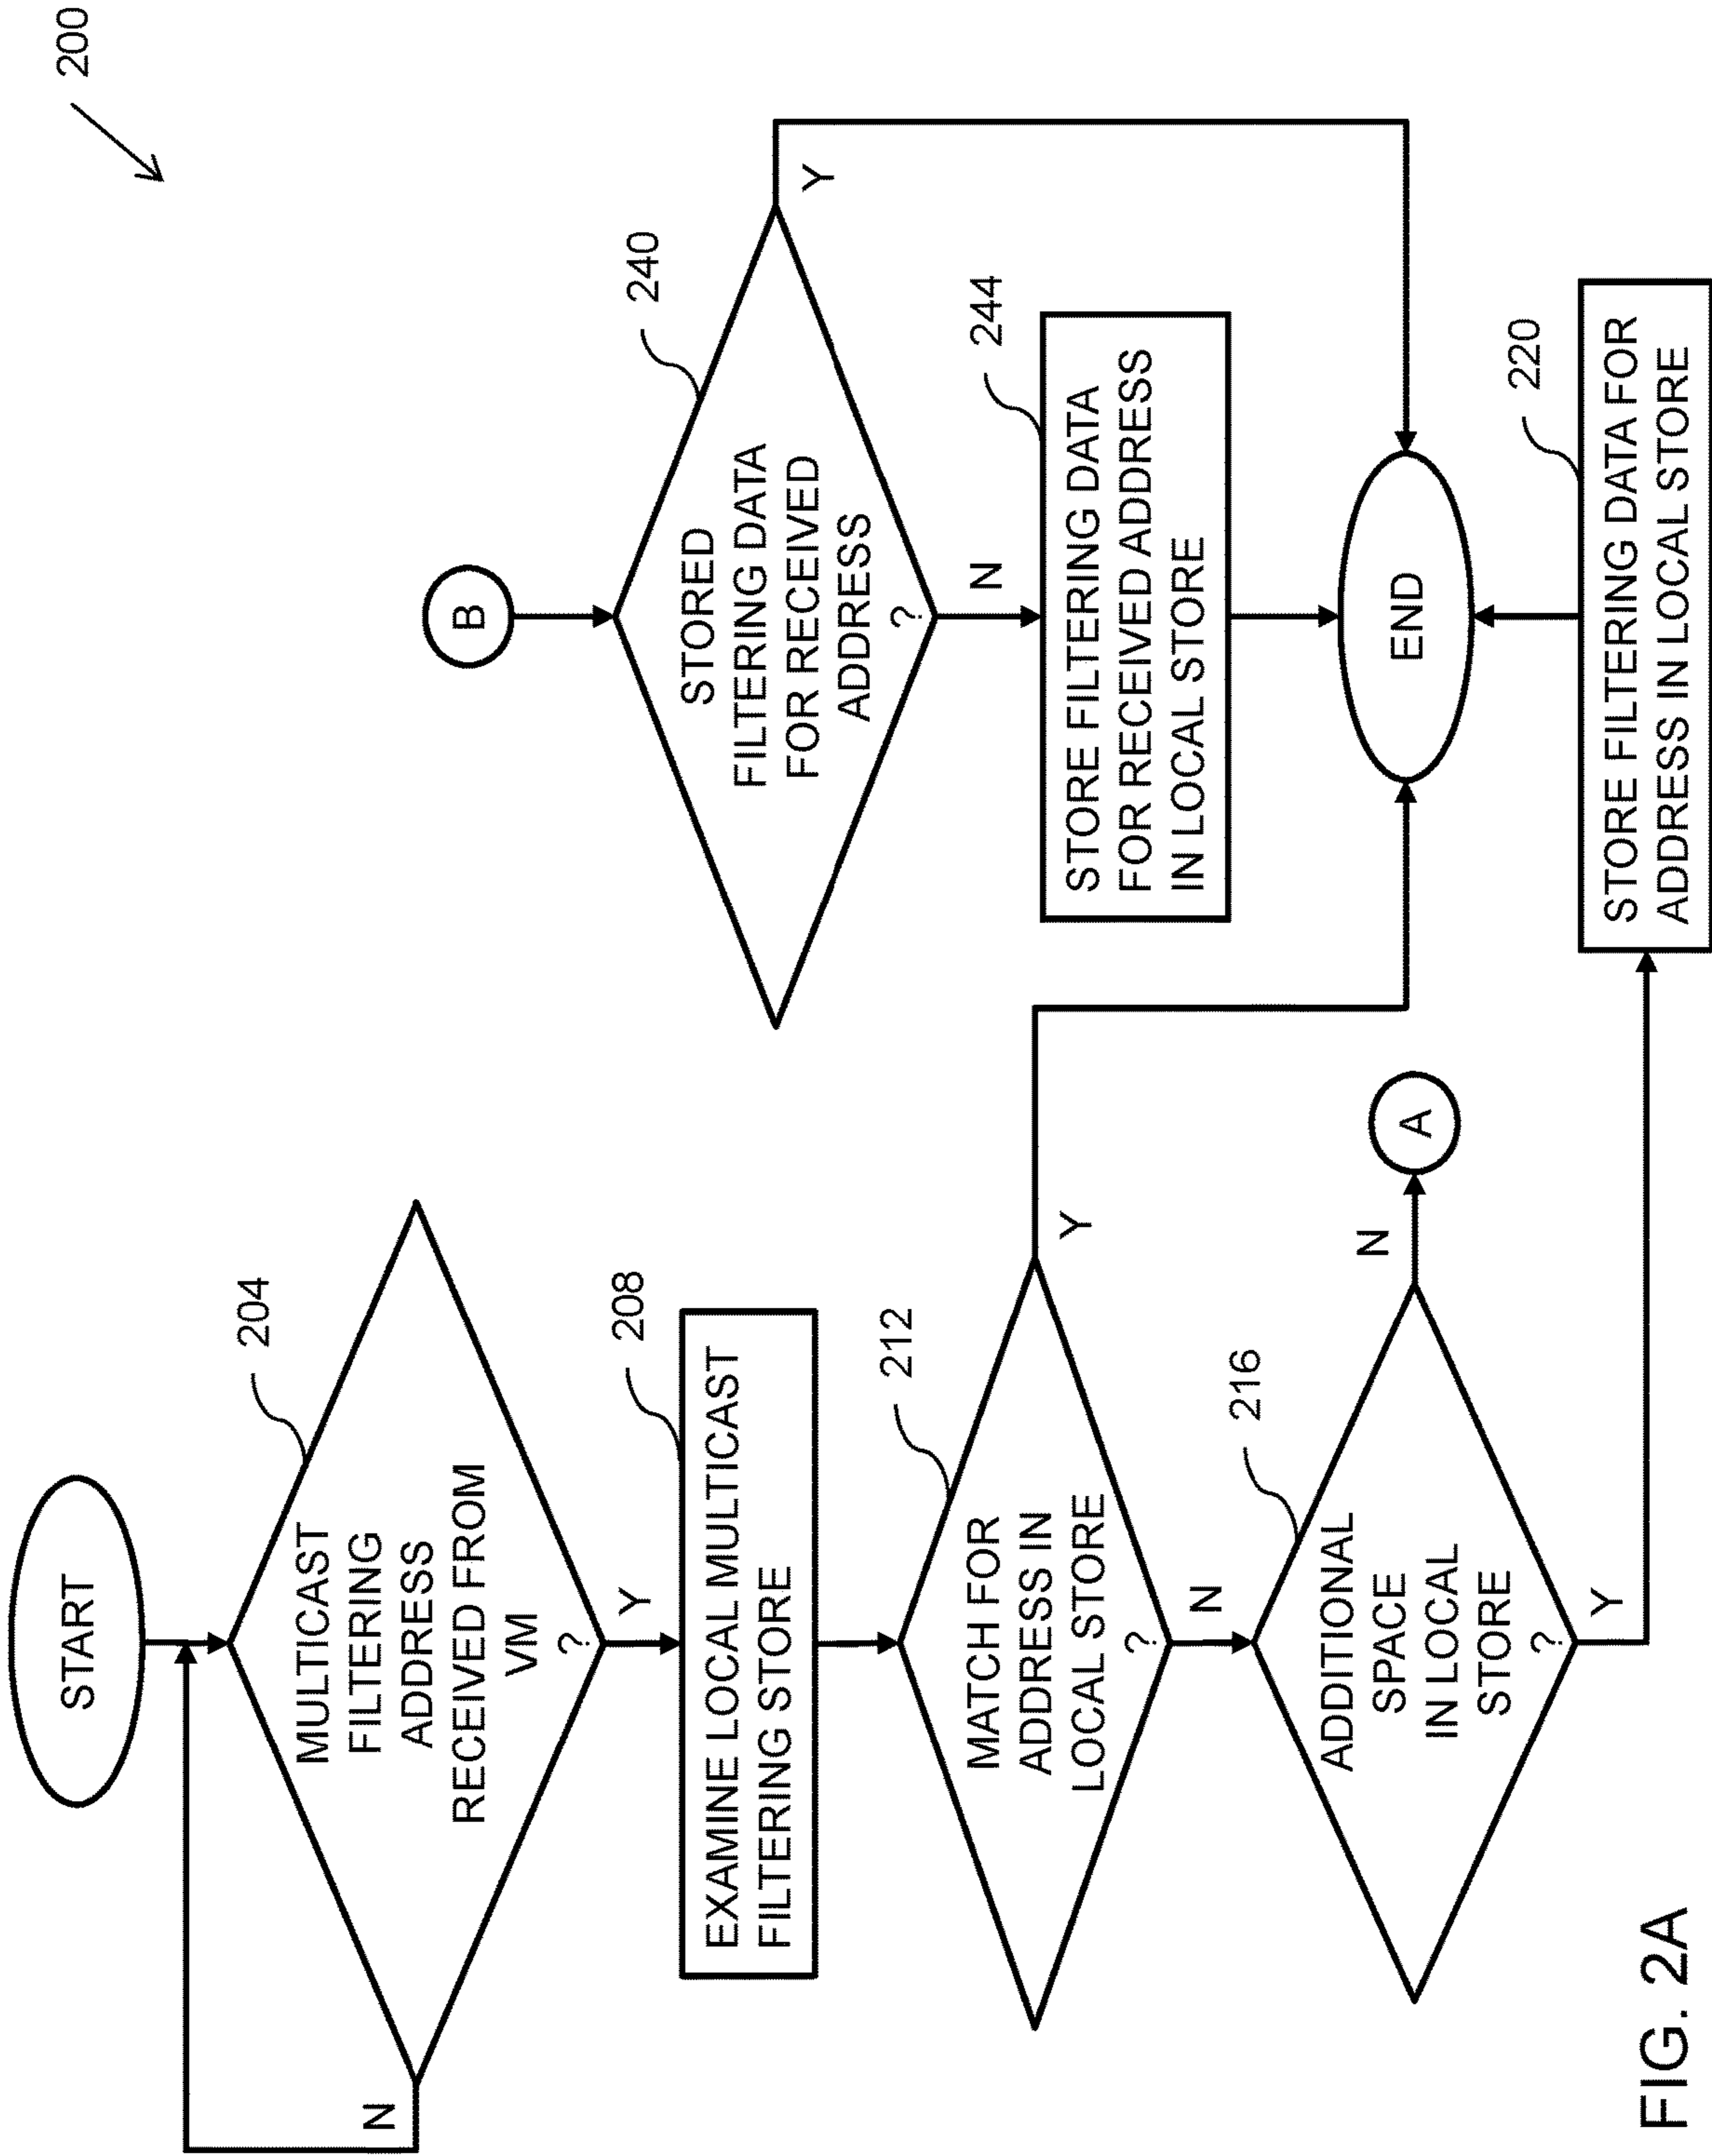 200
START
204
MULTICAST
FILTERING
ADDRESS
RECEIVED FROM
VM
?
N
Y
208
EXAMINE LOCAL MULTICAST
FILTERING STORE
212
MATCH FOR
ADDRESS IN
LOCAL STORE
?
Y
N
216
ADDITIONAL
SPACE
IN LOCAL
STORE
?
N
A
Y
B
240
STORED
FILTERING DATA
FOR RECEIVED
ADDRESS
?
Y
N
244
STORE FILTERING DATA
FOR RECEIVED ADDRESS
IN LOCAL STORE
END
220
STORE FILTERING DATA FOR
ADDRESS IN LOCAL STORE
FIG. 2A